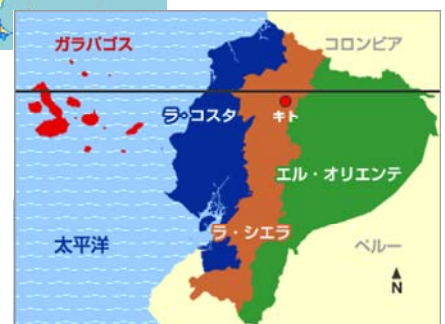 ガラパゴス
コロンビア
ラ・コスタ
キト
エル・オリエンテ
ラ・シエラ
太平洋
ペルー
N